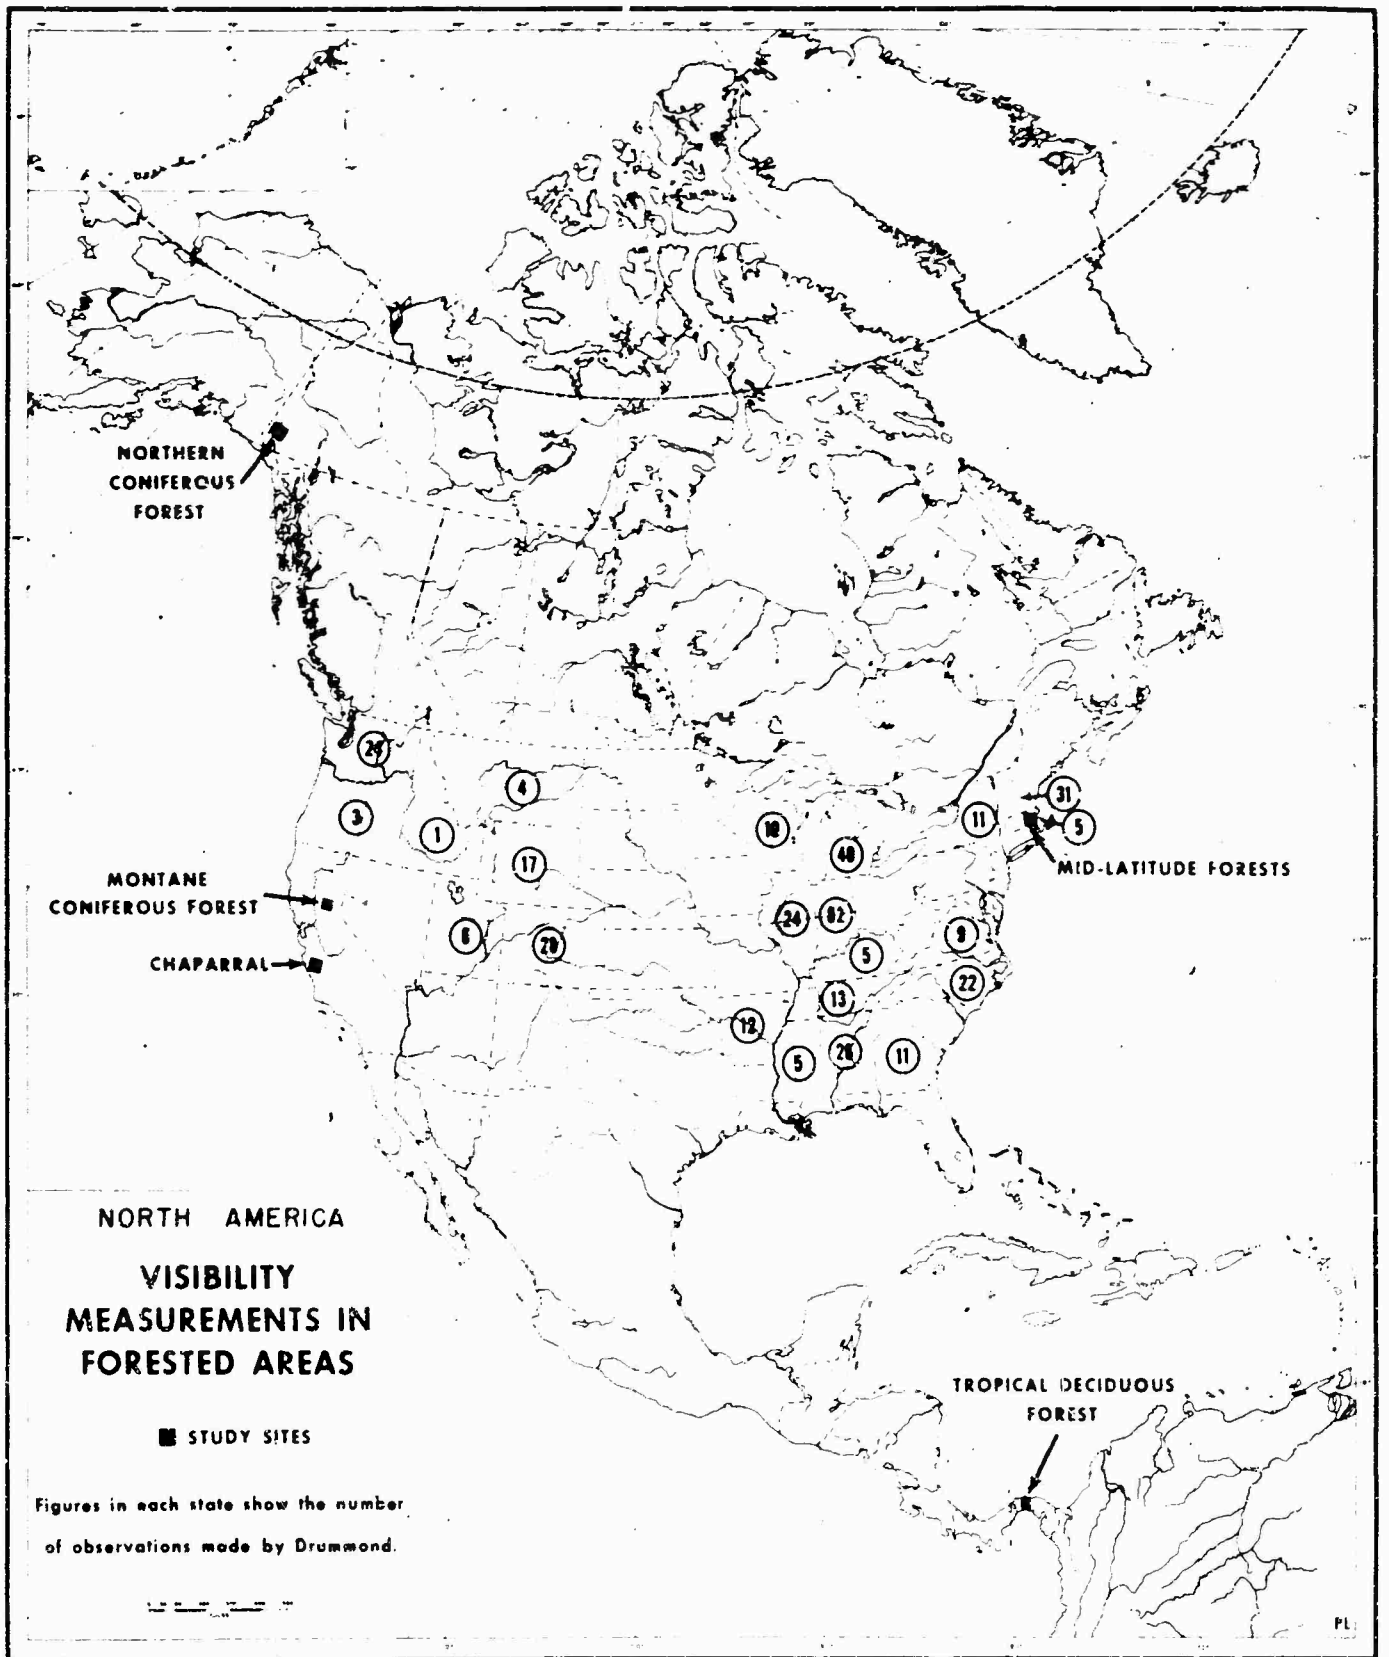 NORTHERN
CONIFEROUS
FOREST
3
1
4
17
MONTANE
CONIFEROUS FOREST
CHAPARRAL
6
11
31
5
MID-LATITUDE FORESTS
24
5
22
13
12
5
11
NORTH AMERICA
VISIBILITY
MEASUREMENTS IN
FORESTED AREAS
STUDY SITES
Figures in each state show the number
of observations made by Drummond.
TROPICAL DECIDUOUS
FOREST
PL